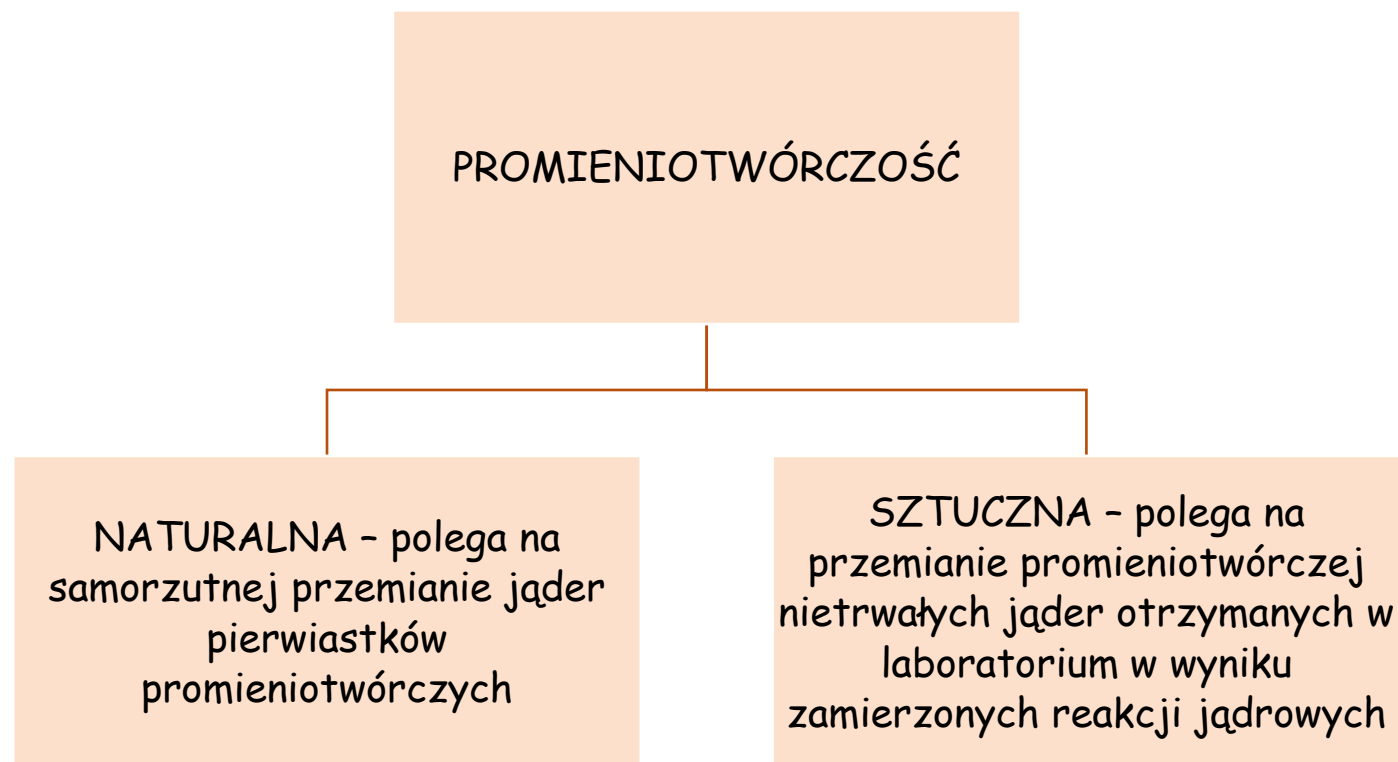 PROMIENIOTWÓRCZOŚĆ
NATURALNA – polega na
samorzutnej przemianie jąder
pierwiastków
promieniotwórczych
SZTUCZNA – polega na
przemianie promieniotwórczej
nietrwałych jąder otrzymanych w
laboratorium w wyniku
zamierzonych reakcji jądrowych